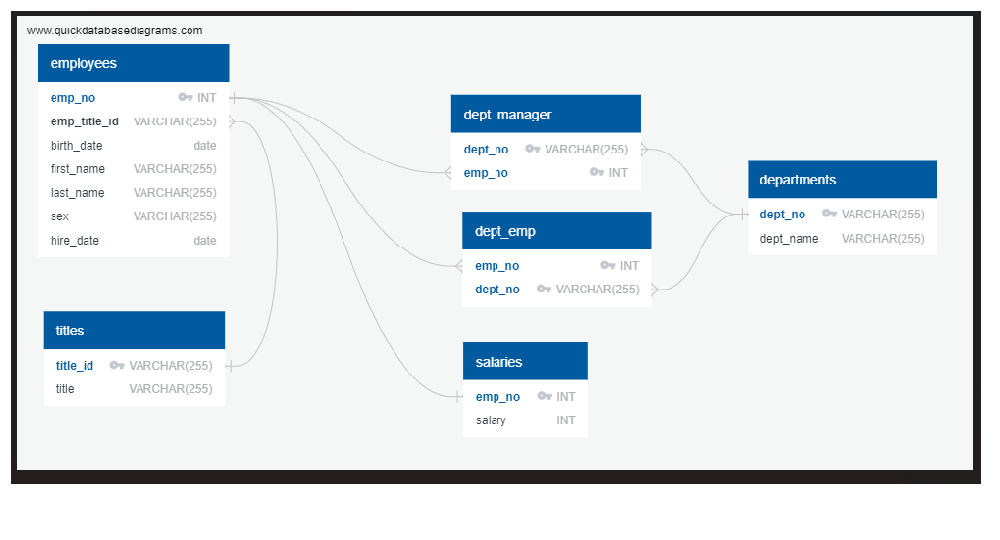 www.quickdatabasediagrams.com
employees
emp_no INT
emp_title_id VARCHAR(255)
birth_date date
first_name VARCHAR(255)
last_name VARCHAR(255)
sex VARCHAR(255)
hire_date date
titles
title_id VARCHAR(255)
title VARCHAR(255)
dept_manager
dept_no VARCHAR(255)
emp_no INT
dept_emp
emp_no INT
dept_no VARCHAR(255)
salaries
emp_no INT
salary INT
departments
dept_no VARCHAR(255)
dept_name VARCHAR(255)